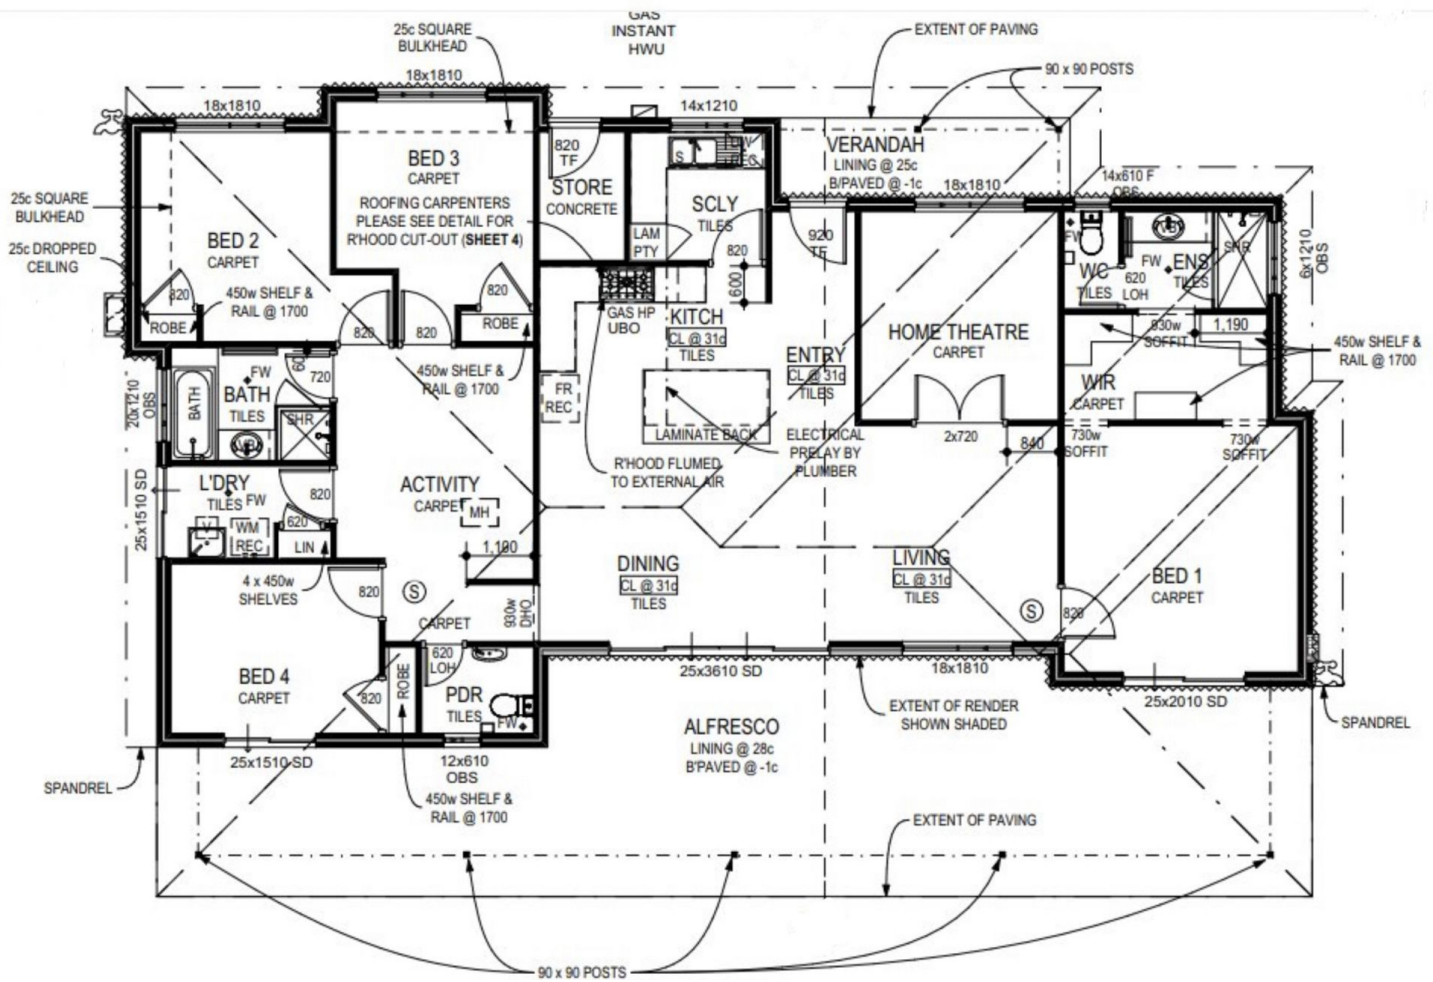 GAS
INSTANT
HWU
25c SQUARE
BULKHEAD
EXTENT OF PAVING
90 x 90 POSTS
18x1810
18x1810
14x1210
820
TF
STORE
CONCRETE
BED 3
CARPET
ROOFING CARPENTERS
PLEASE SEE DETAIL FOR
R'HOOD CUT-OUT (SHEET 4)
S
SCLY
TILES
LAM
PTY
820
VERANDAH
LINING @ 25c
B/PAVED @ -1c
18x1810
14x610 F
OBS
25c SQUARE
BULKHEAD
25c DROPPED
CEILING
BED 2
CARPET
820
ROBE
450w SHELF &
RAIL @ 1700
820
820
820
ROBE
450w SHELF &
RAIL @ 1700
GAS HP
UBO
KITCH
CL @ 31c
TILES
600
920
TF
ENTRY
CL @ 31c
TILES
HOME THEATRE
CARPET
2x720
FW
WC
TILES
620
LOH
VB
FW
ENS
TILES
SHR
6x1210
OBS
930w
SOFFIT
1,190
450w SHELF &
RAIL @ 1700
WIR
CARPET
730w
SOFFIT
730w
SOFFIT
840
20x1210
OBS
BATH
FW
BATH
TILES
720
SHR
VB
FR
REC
LAMINATE BACK
ELECTRICAL
PRELAY BY
PLUMBER
R'HOOD FLUMED
TO EXTERNAL AIR
25x1510 SD
L'DRY
TILES
FW
WM
REC
820
620
LIN
ACTIVITY
CARPET
MH
1,190
4 x 450w
SHELVES
820
S
CARPET
930w
DHO
DINING
CL @ 31c
TILES
LIVING
CL @ 31c
TILES
S
820
BED 1
CARPET
BED 4
CARPET
820
ROBE
620
LOH
PDR
TILES
FW
25x3610 SD
18x1810
25x2010 SD
EXTENT OF RENDER
SHOWN SHADED
SPANDREL
ALFRESCO
LINING @ 28c
B'PAVED @ -1c
25x1510 SD
12x610
OBS
SPANDREL
450w SHELF &
RAIL @ 1700
EXTENT OF PAVING
90 x 90 POSTS